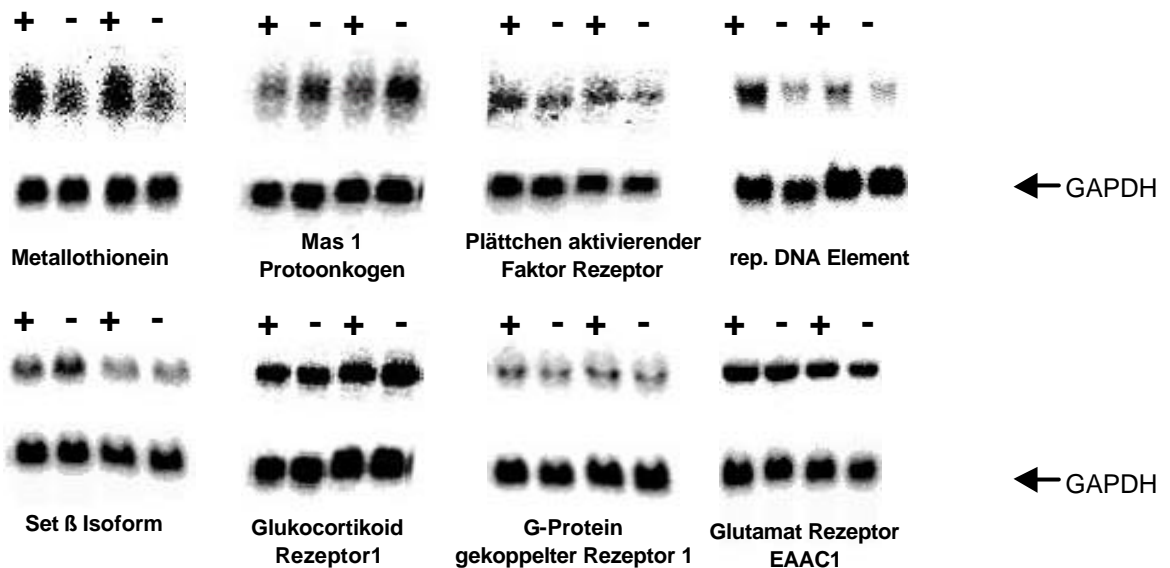 + - + -
+ - + -
+ - + -
+ - + -
GAPDH
Metallothionein
Mas 1
Protoonkogen
Plättchen aktivierender
Faktor Rezeptor
rep. DNA Element
+ - + -
+ - + -
+ - + -
+ - + -
GAPDH
Set ß Isoform
Glukocortikoid
Rezeptor1
G-Protein
gekoppelter Rezeptor 1
Glutamat Rezeptor
EAAC1